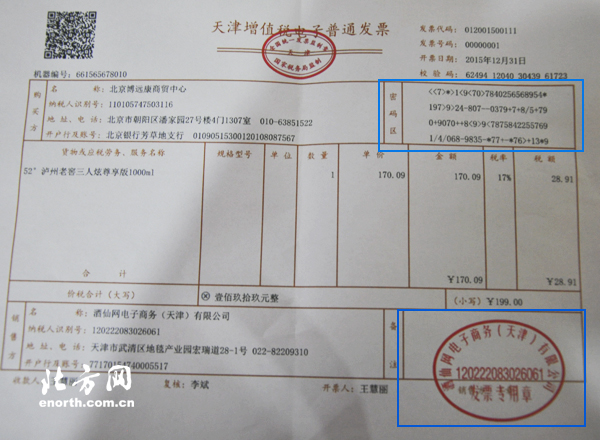 天津增值税电子普通发票
全国统一发票监制章
天津
国家税务局监制
发票代码: 012001500111
发票号码: 00000001
开票日期: 2015年12月31日
校 验 码: 62494 12040 30439 61723
机器编号: 661565678010
购买方
名 称: 北京博远康商贸中心
纳税人识别号: 110105747503116
地 址、电 话: 北京市朝阳区潘家园27号楼4门1307室 010-63851522
开户行及账号: 北京银行芳草地支行 01090515300120108087567
密码区
<<7>*>1<9<70>7840256568954*
197>9>24-807--0379+7+8/5+79
0+9070++8<9><7875842255769
1/4/068-9835-*77+-*76>+13*9
货物或应税劳务、服务名称 规格型号 单 位 数 量 单 价 金 额 税率 税 额
52°泸州老窖三人炫尊享版1000ml 1 170.09 170.09 17% 28.91
合 计 ￥170.09 ￥28.91
价税合计（大写） ⊗ 壹佰玖拾玖元整 （小写）￥199.00
销售方
名 称: 酒仙网电子商务（天津）有限公司
纳税人识别号: 120222083026061
地 址、电 话: 天津市武清区地毯产业园宏瑞道28-1号 022-82209310
开户行及账号: 77170154740005517
备注
酒仙网电子商务（天津）有限公司
120222083026061
发票专用章
收款人:
复核: 李斌
开票人: 王慧丽
北方网
enorth.com.cn